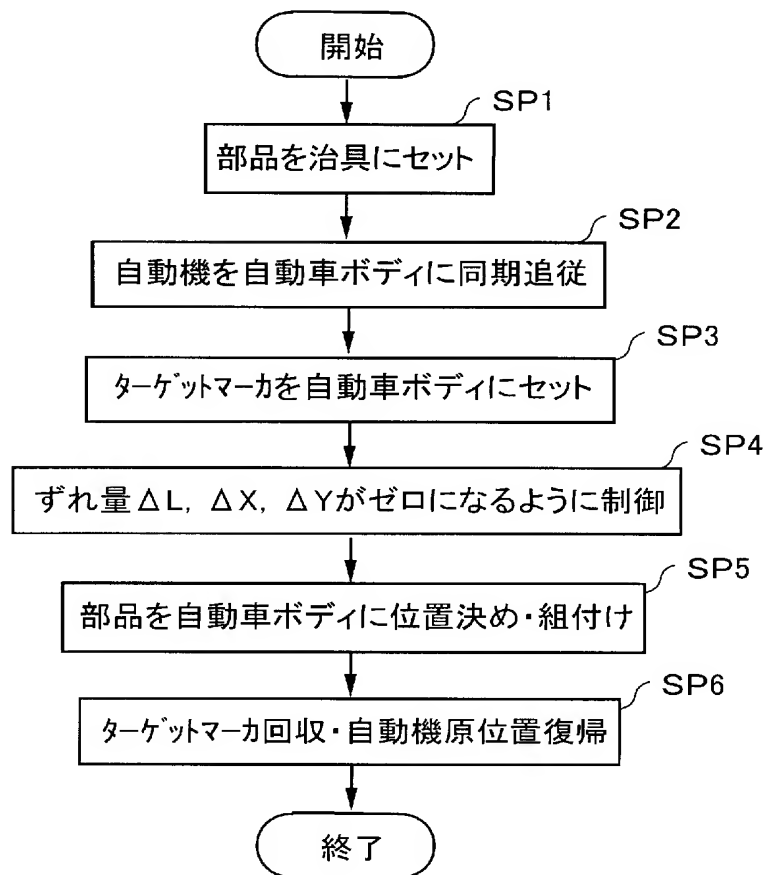 開始
SP1
部品を治具にセット
SP2
自動機を自動車ボディに同期追従
SP3
ﾀｰｹﾞｯﾄﾏｰｶを自動車ボディにセット
SP4
ずれ量ΔL, ΔX, ΔYがゼロになるように制御
SP5
部品を自動車ボディに位置決め・組付け
SP6
ﾀｰｹﾞｯﾄﾏｰｶ回収・自動機原位置復帰
終了